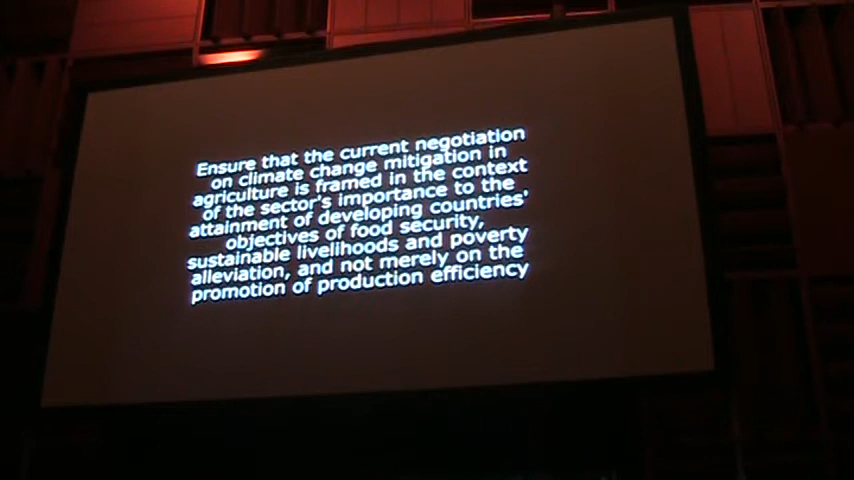 Ensure that the current negotiation
on climate change mitigation in
agriculture is framed in the context
of the sector's importance to the
attainment of developing countries'
objectives of food security,
sustainable livelihoods and poverty
alleviation, and not merely on the
promotion of production efficiency